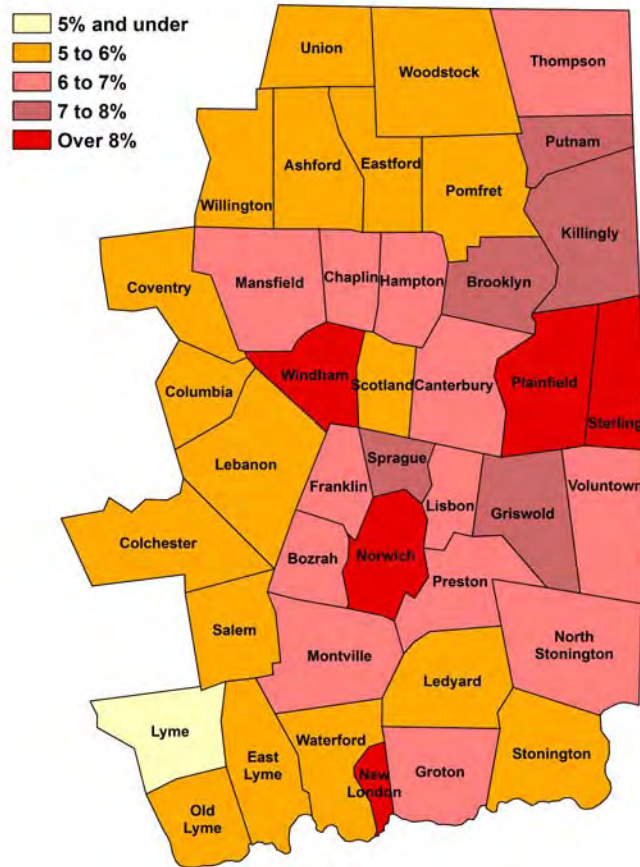 5% and under
5 to 6%
6 to 7%
7 to 8%
Over 8%
Union
Woodstock
Thompson
Putnam
Ashford
Eastford
Pomfret
Willington
Killingly
Coventry
Mansfield
Chaplin
Hampton
Brooklyn
Windham
Scotland
Canterbury
Plainfield
Columbia
Sterling
Lebanon
Sprague
Franklin
Lisbon
Griswold
Voluntown
Colchester
Bozrah
Norwich
Preston
Salem
Montville
North
Stonington
Ledyard
Lyme
East
Lyme
Waterford
New
London
Groton
Stonington
Old
Lyme